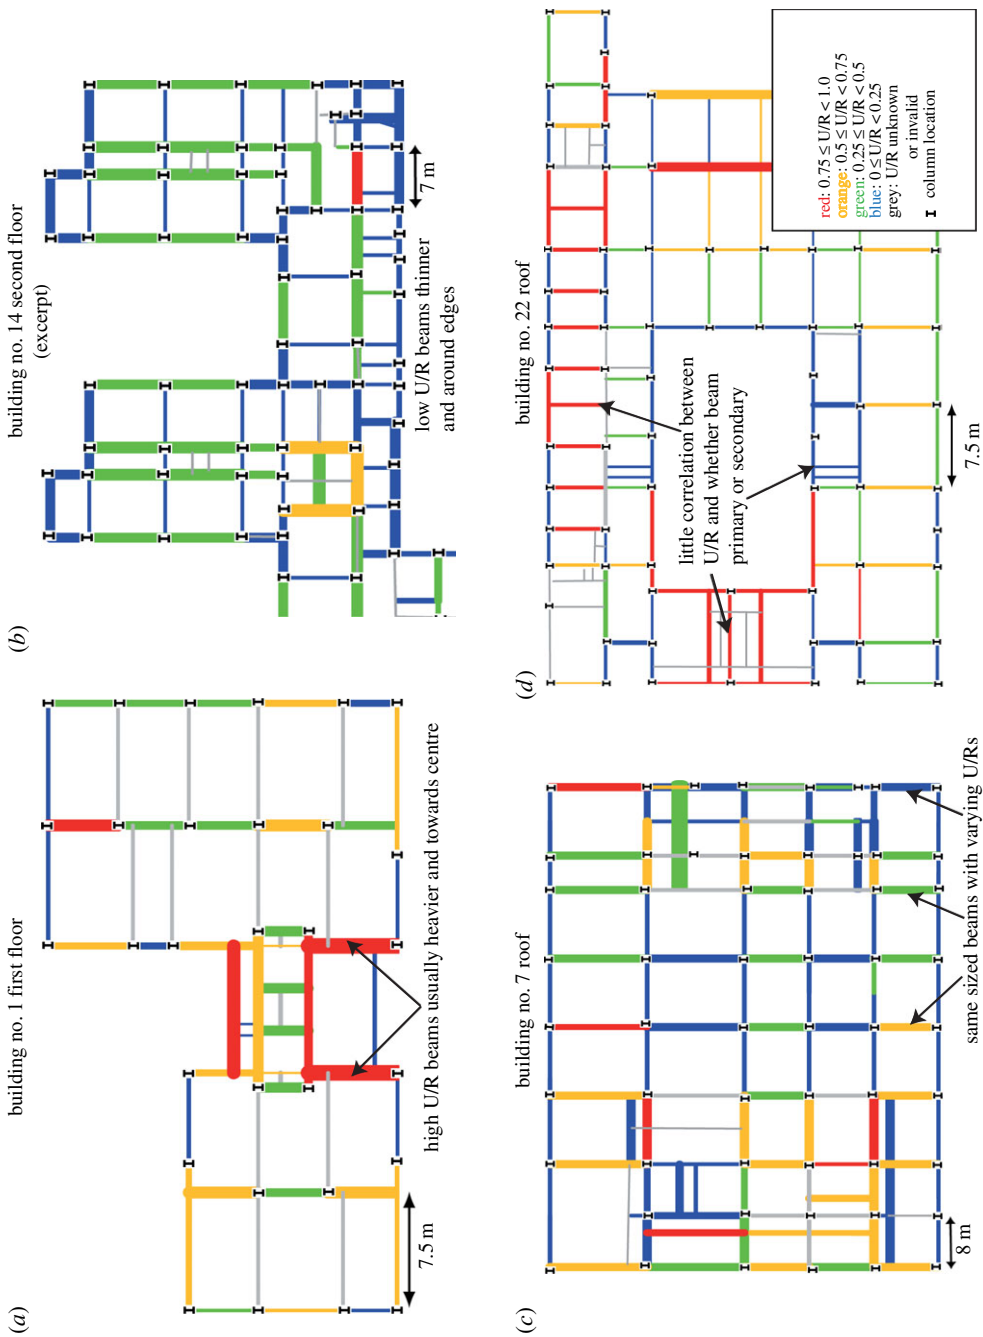 (a)
building no. 1 first floor
high U/R beams usually heavier and towards centre
7.5 m
(b)
building no. 14 second floor
(excerpt)
low U/R beams thinner
and around edges
7 m
(c)
building no. 7 roof
same sized beams with varying U/Rs
8 m
(d)
building no. 22 roof
little correlation between
U/R and whether beam
primary or secondary
7.5 m
red: 0.75 ≤ U/R < 1.0
orange: 0.5 ≤ U/R < 0.75
green: 0.25 ≤ U/R < 0.5
blue: 0 ≤ U/R < 0.25
grey: U/R unknown
or invalid
column location